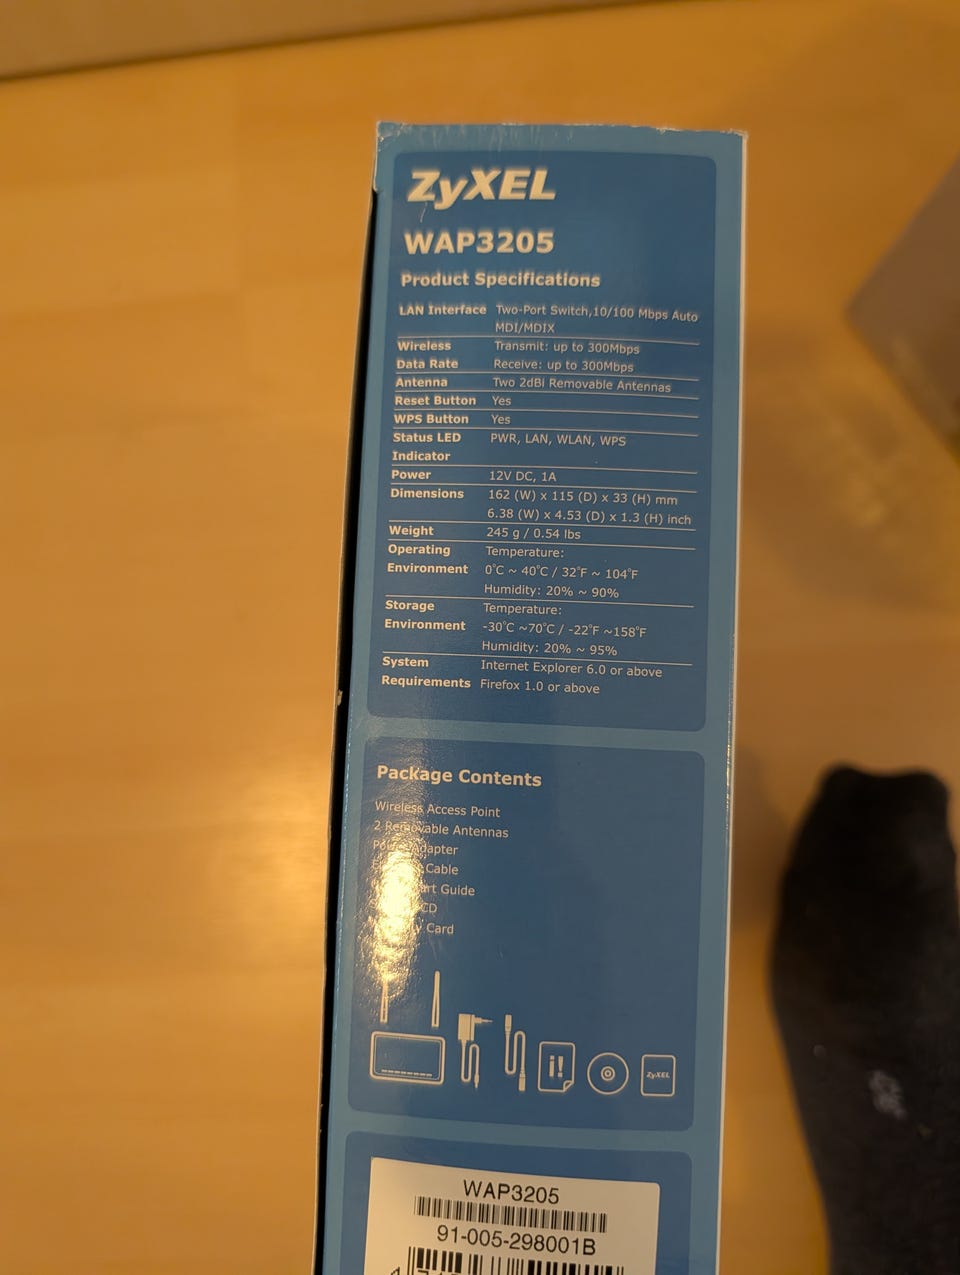 ZyXEL
WAP3205
Product Specifications
LAN Interface Two-Port Switch,10/100 Mbps Auto
MDI/MDIX
Wireless Transmit: up to 300Mbps
Data Rate Receive: up to 300Mbps
Antenna Two 2dBi Removable Antennas
Reset Button Yes
WPS Button Yes
Status LED PWR, LAN, WLAN, WPS
Indicator
Power 12V DC, 1A
Dimensions 162 (W) x 115 (D) x 33 (H) mm
6.38 (W) x 4.53 (D) x 1.3 (H) inch
Weight 245 g / 0.54 lbs
Operating Temperature:
Environment 0°C ~ 40°C / 32°F ~ 104°F
Humidity: 20% ~ 90%
Storage Temperature:
Environment -30°C ~70°C / -22°F ~158°F
Humidity: 20% ~ 95%
System Internet Explorer 6.0 or above
Requirements Firefox 1.0 or above
Package Contents
Wireless Access Point
2 Removable Antennas
Power Adapter
Cable
Guide
CD
Card
i!
ZyXEL
WAP3205
91-005-298001B